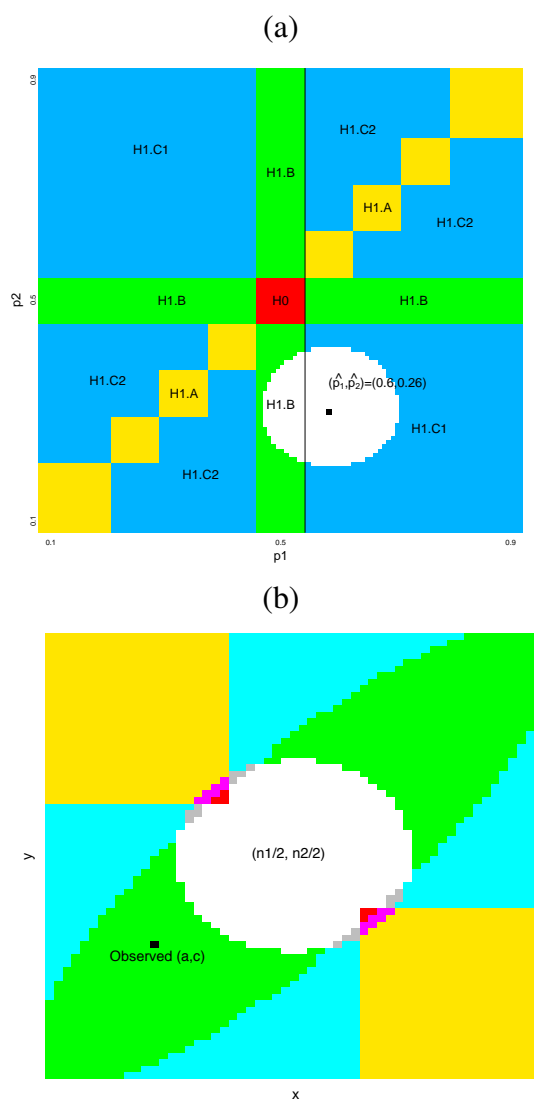 (a)
0.9
H1.C1
H1.C2
H1.B
H1.A
H1.C2
p2
0.5
H1.B
H0
H1.B
H1.C2
H1.A
H1.B
(p̂₁,p̂₂)=(0.6,0.26)
H1.C1
H1.C2
0.1
0.1
0.5
0.9
p1
(b)
y
(n1/2, n2/2)
Observed (a,c)
x